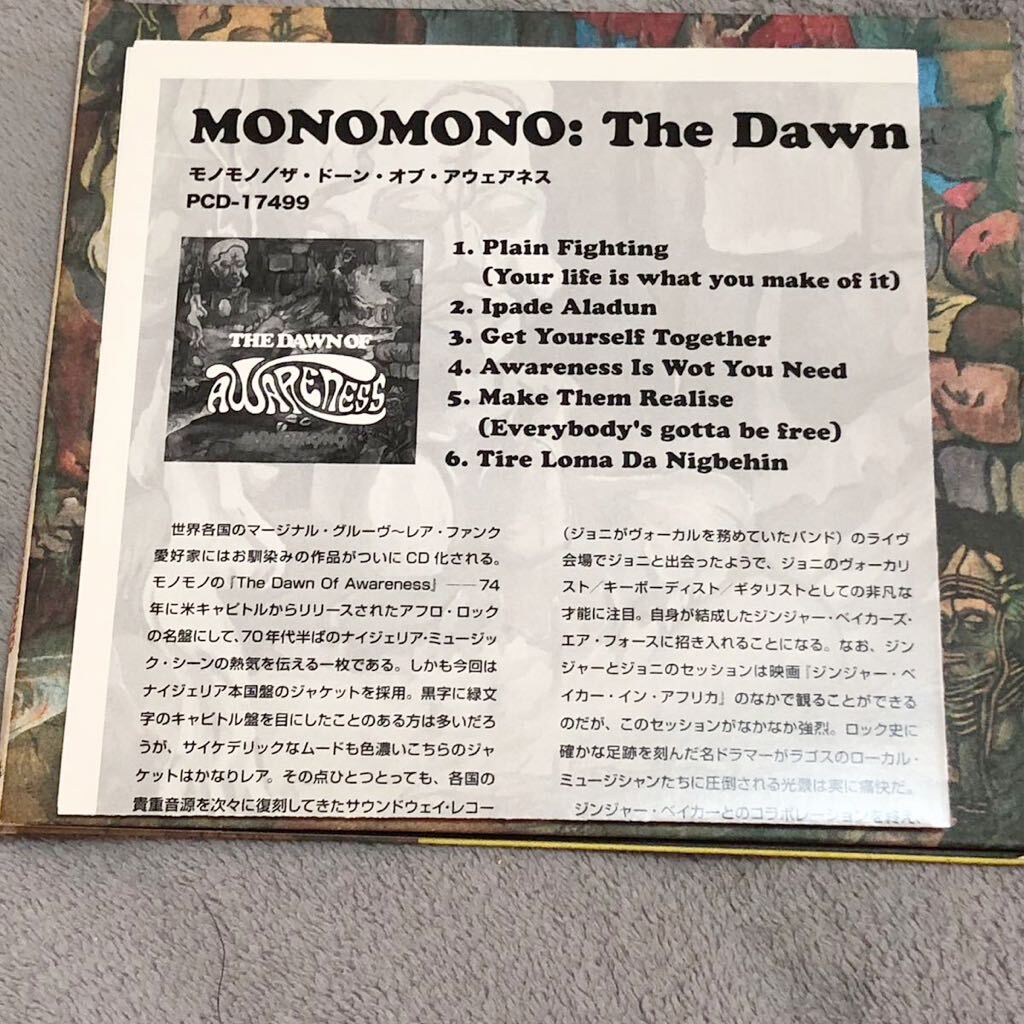 MONOMONO: The Dawn
モノモノ/ザ・ドーン・オブ・アウェアネス
PCD-17499
THE DAWN OF
AWARENESS
1. Plain Fighting
(Your life is what you make of it)
2. Ipade Aladun
3. Get Yourself Together
4. Awareness Is Wot You Need
5. Make Them Realise
(Everybody's gotta be free)
6. Tire Loma Da Nigbehin
世界各国のマージナル・グルーヴ〜レア・ファンク
愛好家にはお馴染みの作品がついにCD化される。
モノモノの『The Dawn Of Awareness』――74
年に米キャピトルからリリースされたアフロ・ロック
の名盤にして、70年代半ばのナイジェリア・ミュージッ
ク・シーンの熱気を伝える一枚である。しかも今回は
ナイジェリア本国盤のジャケットを採用。黒字に緑文
字のキャピトル盤を目にしたことのある方は多いだろ
うが、サイケデリックなムードも色濃いこちらのジャ
ケットはかなりレア。その点ひとつとっても、各国の
貴重音源を次々に復刻してきたサウンドウェイ・レコー
(ジョニがヴォーカルを務めていたバンド)のライヴ
会場でジョニと出会ったようで、ジョニのヴォーカリ
スト/キーボーディスト/ギタリストとしての非凡な
才能に注目。自身が結成したジンジャー・ベイカーズ・
エア・フォースに招き入れることになる。なお、ジン
ジャーとジョニのセッションは映画『ジンジャー・ベ
イカー・イン・アフリカ』のなかで観ることができる
のだが、このセッションがなかなか強烈。ロック史に
確かな足跡を刻んだ名ドラマーがラゴスのローカル・
ミュージシャンたちに圧倒される光景は実に痛快だ。
ジンジャー・ベイカーとのコラボレーションを終え、